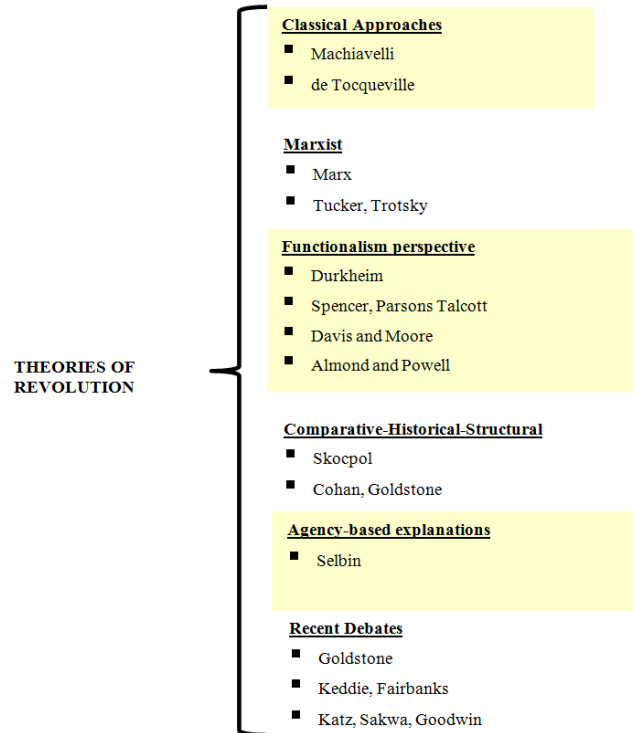 Classical Approaches
Machiavelli
de Tocqueville
Marxist
Marx
Tucker, Trotsky
Functionalism perspective
Durkheim
Spencer, Parsons Talcott
Davis and Moore
Almond and Powell
THEORIES OF
REVOLUTION
Comparative-Historical-Structural
Skocpol
Cohan, Goldstone
Agency-based explanations
Selbin
Recent Debates
Goldstone
Keddie, Fairbanks
Katz, Sakwa, Goodwin